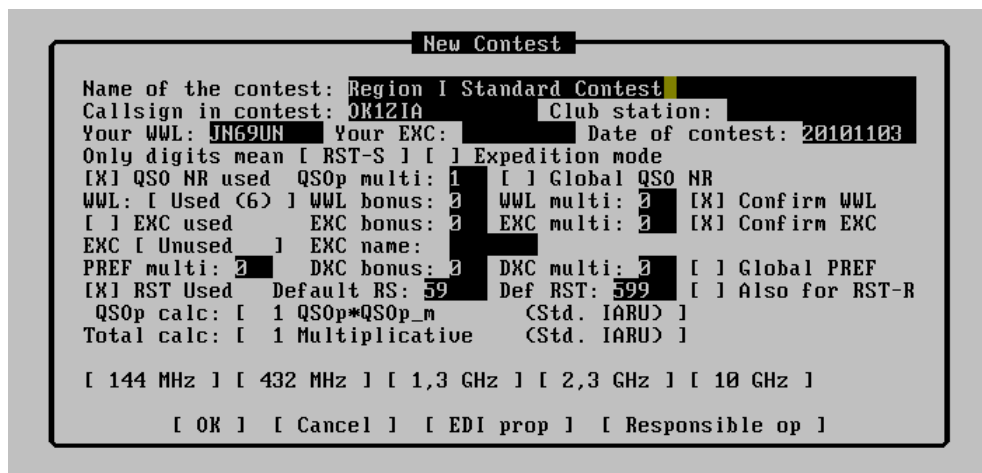 New Contest
Name of the contest: Region I Standard Contest
Callsign in contest: OK1ZIA Club station:
Your WWL: JN69UN Your EXC: Date of contest: 20101103
Only digits mean [ RST-S ] [ ] Expedition mode
[X] QSO NR used QSOp multi: 1 [ ] Global QSO NR
WWL: [ Used (6) ] WWL bonus: 0 WWL multi: 0 [X] Confirm WWL
[ ] EXC used EXC bonus: 0 EXC multi: 0 [X] Confirm EXC
EXC [ Unused ] EXC name:
PREF multi: 0 DXC bonus: 0 DXC multi: 0 [ ] Global PREF
[X] RST Used Default RS: 59 Def RST: 599 [ ] Also for RST-R
QSOp calc: [ 1 QSOp*QSOp_m (Std. IARU) ]
Total calc: [ 1 Multiplicative (Std. IARU) ]
[ 144 MHz ] [ 432 MHz ] [ 1,3 GHz ] [ 2,3 GHz ] [ 10 GHz ]
[ OK ] [ Cancel ] [ EDI prop ] [ Responsible op ]